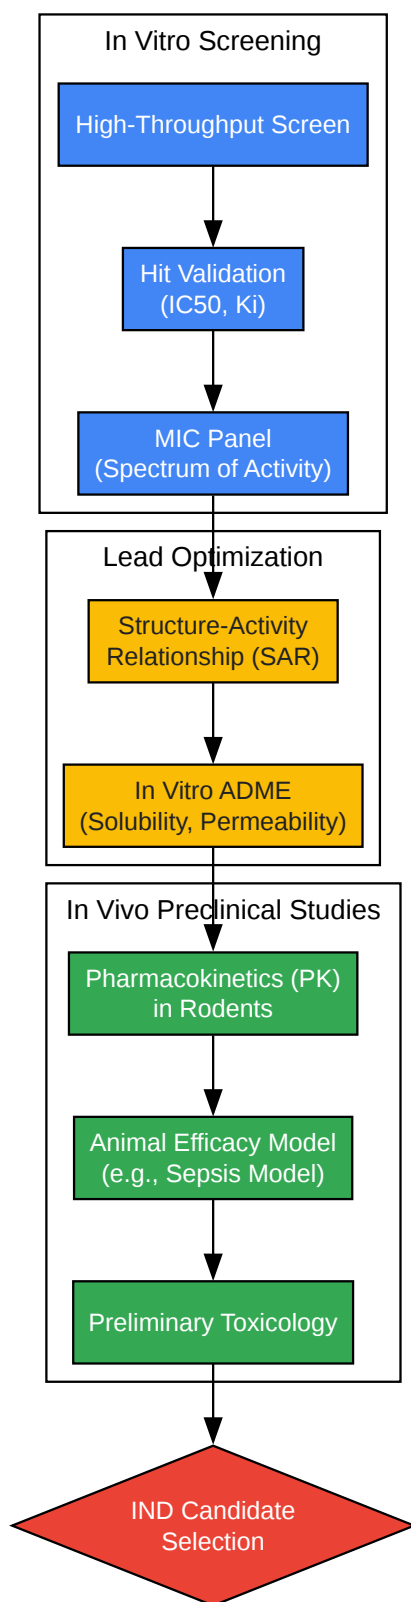 In Vitro Screening
High-Throughput Screen
Hit Validation
(IC50, Ki)
MIC Panel
(Spectrum of Activity)
Lead Optimization
Structure-Activity
Relationship (SAR)
In Vitro ADME
(Solubility, Permeability)
In Vivo Preclinical Studies
Pharmacokinetics (PK)
in Rodents
Animal Efficacy Model
(e.g., Sepsis Model)
Preliminary Toxicology
IND Candidate
Selection